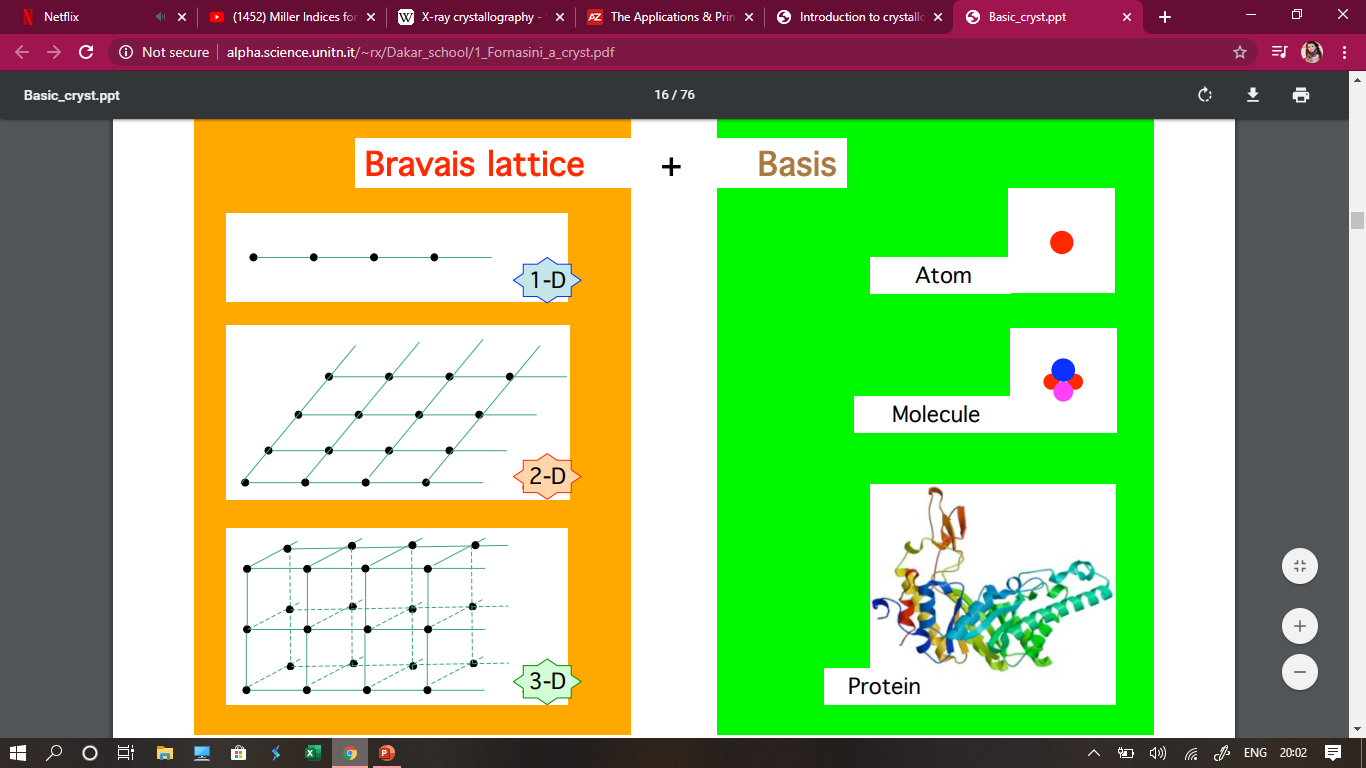 Netflix
(1452) Miller Indices for
X-ray crystallography -
The Applications & Prin
Introduction to crystallo
Basic_cryst.ppt
Not secure | alpha.science.unitn.it/~rx/Dakar_school/1_Fornasini_a_cryst.pdf
Basic_cryst.ppt
16 / 76
Bravais lattice + Basis
1-D
Atom
2-D
Molecule
3-D
Protein
ENG 20:02